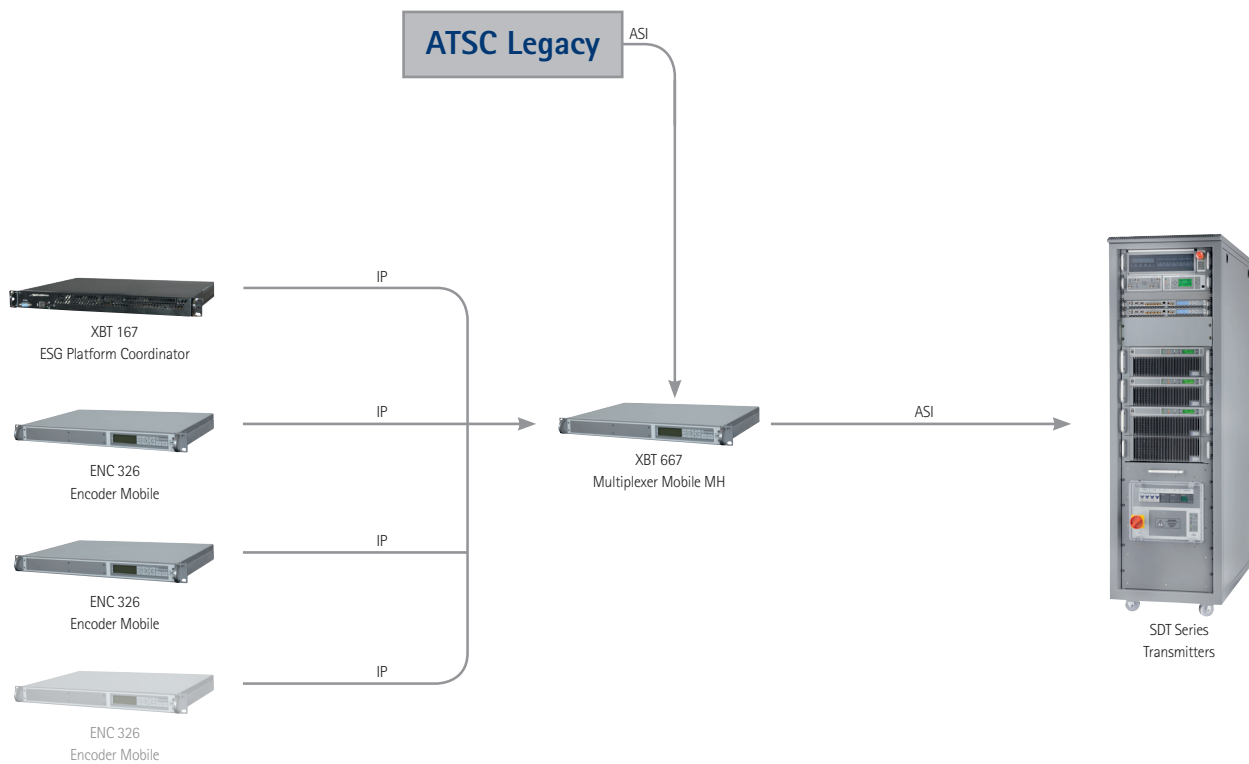 ATSC Legacy
ASI
IP
XBT 167
ESG Platform Coordinator
IP
ENC 326
Encoder Mobile
XBT 667
Multiplexer Mobile MH
ASI
IP
ENC 326
Encoder Mobile
IP
ENC 326
Encoder Mobile
SDT Series
Transmitters